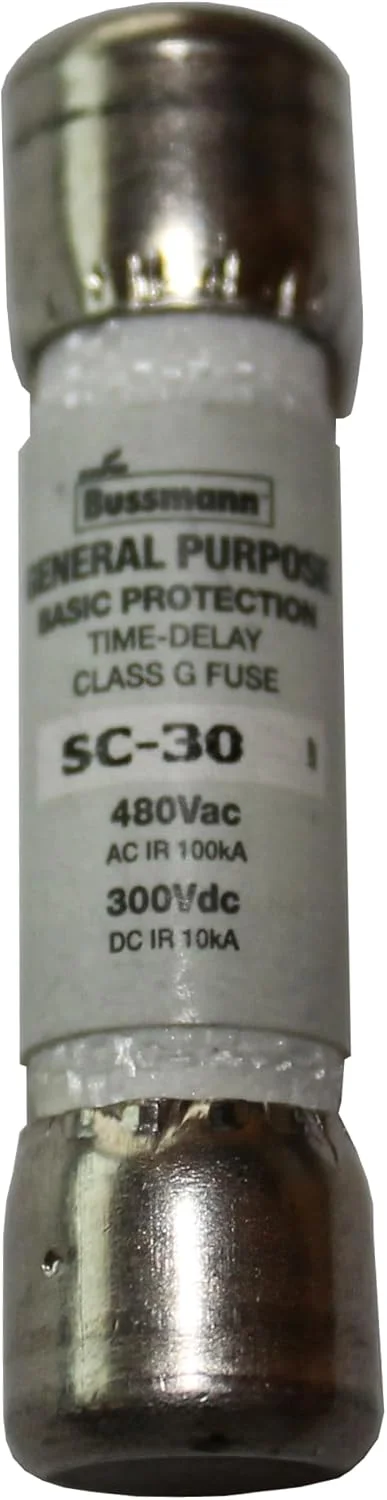 Bussmann
GENERAL PURPOSE
BASIC PROTECTION
TIME-DELAY
CLASS G FUSE
SC-30
480Vac
AC IR 100kA
300Vdc
DC IR 10kA